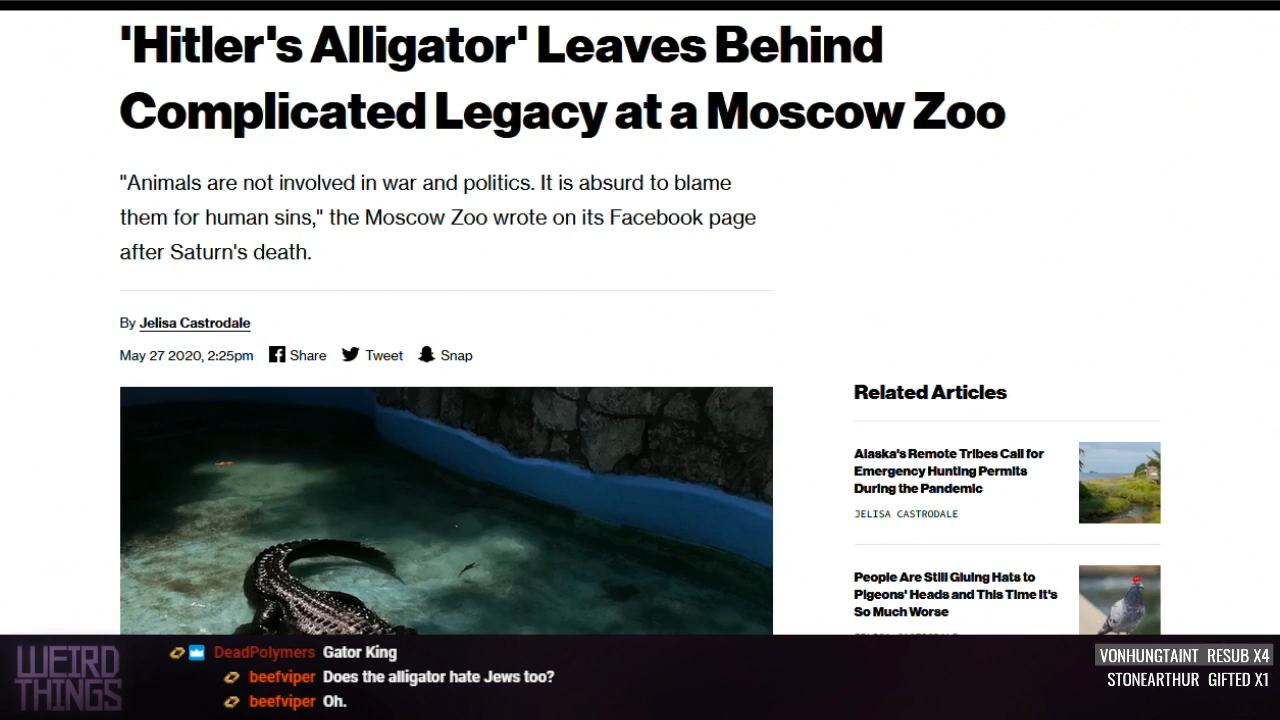 'Hitler's Alligator' Leaves Behind
Complicated Legacy at a Moscow Zoo
"Animals are not involved in war and politics. It is absurd to blame
them for human sins," the Moscow Zoo wrote on its Facebook page
after Saturn's death.
By Jelisa Castrodale
May 27 2020, 2:25pm Share Tweet Snap
Related Articles
Alaska's Remote Tribes Call for
Emergency Hunting Permits
During the Pandemic
JELISA CASTRODALE
People Are Still Gluing Hats to
Pigeons' Heads and This Time It's
So Much Worse
WEIRD
THINGS
DeadPolymers Gator King
beefviper Does the alligator hate Jews too?
beefviper Oh.
VONHUNGTAINT RESUB X4
STONEARTHUR GIFTED X1